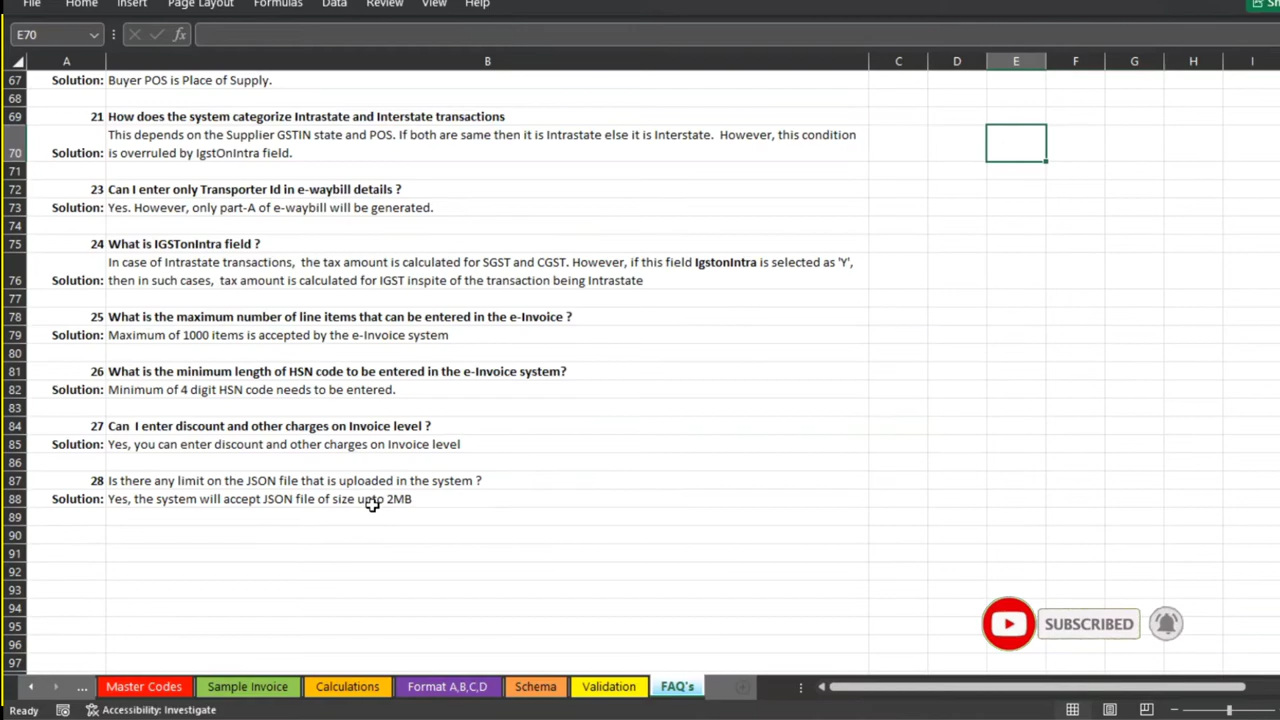 File Home Insert Page Layout Formulas Data Review View Help
E70 fx
A B C D E F G H I
67 Solution: Buyer POS is Place of Supply.
68
69 21 How does the system categorize Intrastate and Interstate transactions
This depends on the Supplier GSTIN state and POS. If both are same then it is Intrastate else it is Interstate. However, this condition
70 Solution: is overruled by IgstOnIntra field.
71
72 23 Can I enter only Transporter Id in e-waybill details ?
73 Solution: Yes. However, only part-A of e-waybill will be generated.
74
75 24 What is IGSTonIntra field ?
In case of Intrastate transactions, the tax amount is calculated for SGST and CGST. However, if this field IgstonIntra is selected as 'Y',
76 Solution: then in such cases, tax amount is calculated for IGST inspite of the transaction being Intrastate
77
78 25 What is the maximum number of line items that can be entered in the e-Invoice ?
79 Solution: Maximum of 1000 items is accepted by the e-Invoice system
80
81 26 What is the minimum length of HSN code to be entered in the e-Invoice system?
82 Solution: Minimum of 4 digit HSN code needs to be entered.
83
84 27 Can I enter discount and other charges on Invoice level ?
85 Solution: Yes, you can enter discount and other charges on Invoice level
86
87 28 Is there any limit on the JSON file that is uploaded in the system ?
88 Solution: Yes, the system will accept JSON file of size upto 2MB
89
90
91
92
93
94
95
96
97
SUBSCRIBED
... Master Codes Sample Invoice Calculations Format A,B,C,D Schema Validation FAQ's
Ready Accessibility: Investigate